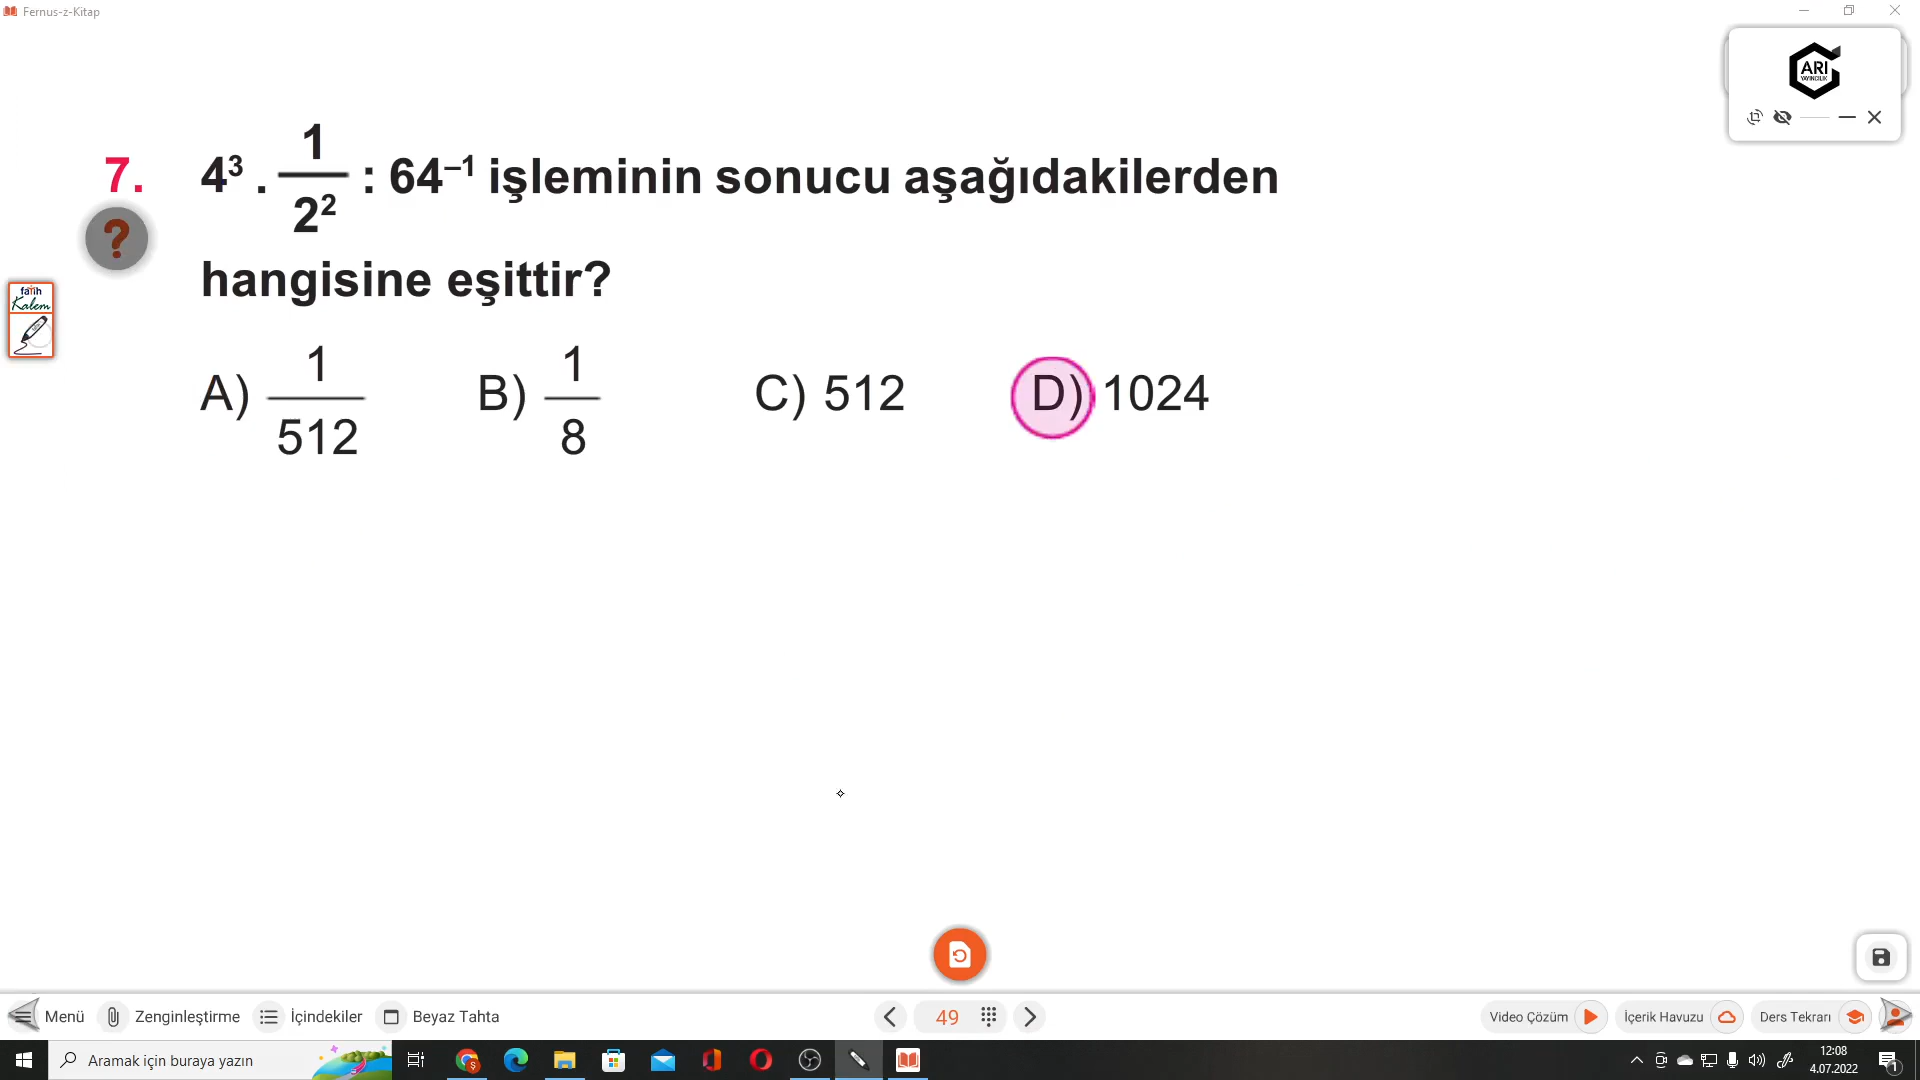 Fernus-z-Kitap
ARI
YAYINCILIK
7. 4³ . 1/2² : 64⁻¹ işleminin sonucu aşağıdakilerden
hangisine eşittir?
?
fatih
Kalem
A) 1/512 B) 1/8 C) 512 D) 1024
Menü Zenginleştirme İçindekiler Beyaz Tahta 49 Video Çözüm İçerik Havuzu Ders Tekrarı
Aramak için buraya yazın
12:08
4.07.2022
1